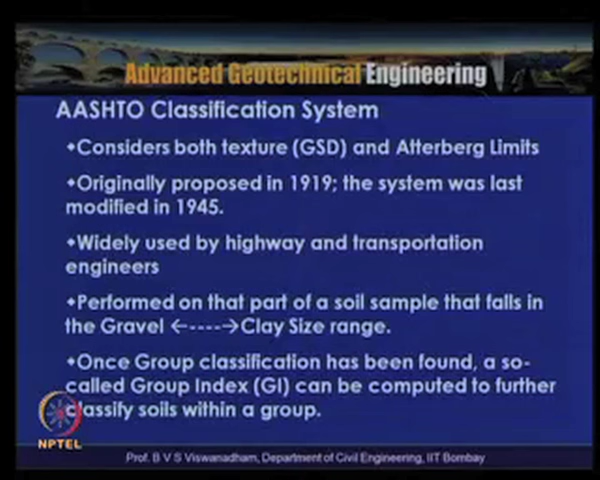 Advanced Geotechnical Engineering
AASHTO Classification System
•Considers both texture (GSD) and Atterberg Limits
•Originally proposed in 1919; the system was last
modified in 1945.
•Widely used by highway and transportation
engineers
•Performed on that part of a soil sample that falls in
the Gravel ←----→Clay Size range.
•Once Group classification has been found, a so-
called Group Index (GI) can be computed to further
classify soils within a group.
NPTEL
Prof. B V S Viswanadham, Department of Civil Engineering, IIT Bombay